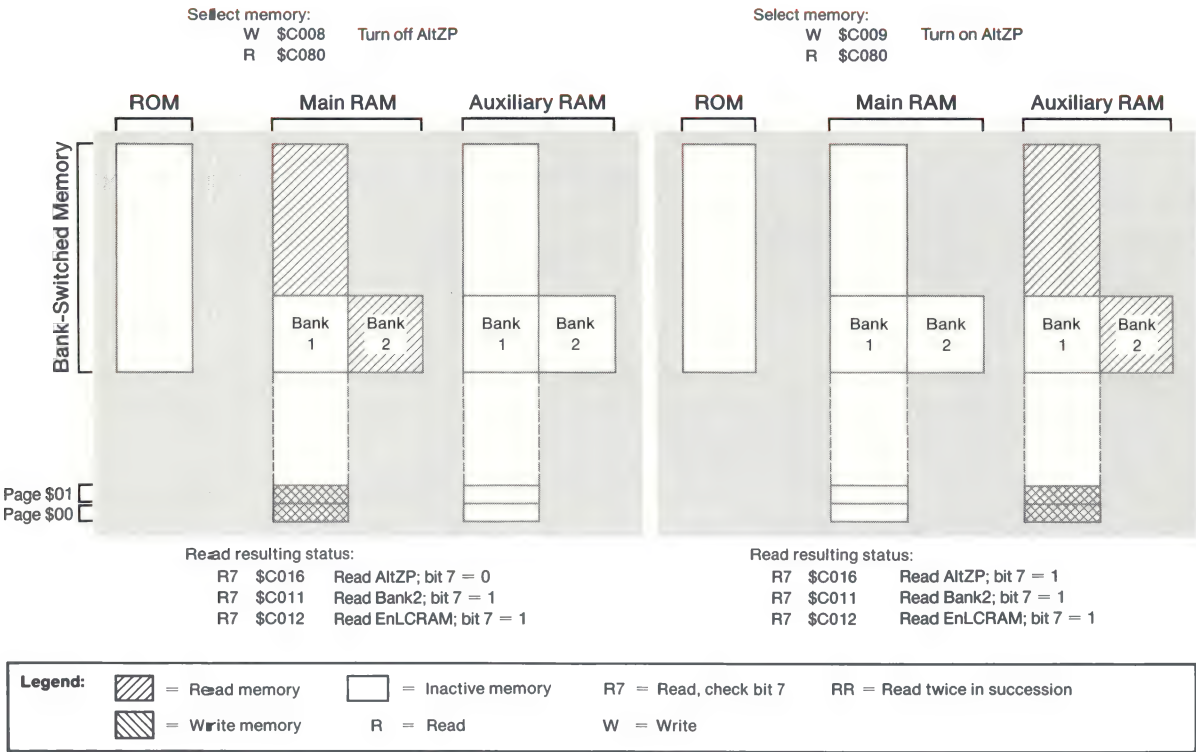 Select memory:
W $C008 Turn off AltZP
R $C080
ROM Main RAM Auxiliary RAM
Bank-Switched Memory
Bank 1
Bank 2
Bank 1
Bank 2
Page $01
Page $00
Read resulting status:
R7 $C016 Read AltZP; bit 7 = 0
R7 $C011 Read Bank2; bit 7 = 1
R7 $C012 Read EnLCRAM; bit 7 = 1
Select memory:
W $C009 Turn on AltZP
R $C080
ROM Main RAM Auxiliary RAM
Bank 1
Bank 2
Bank 1
Bank 2
Read resulting status:
R7 $C016 Read AltZP; bit 7 = 1
R7 $C011 Read Bank2; bit 7 = 1
R7 $C012 Read EnLCRAM; bit 7 = 1
Legend: = Read memory = Inactive memory R7 = Read, check bit 7 RR = Read twice in succession
= Write memory R = Read W = Write